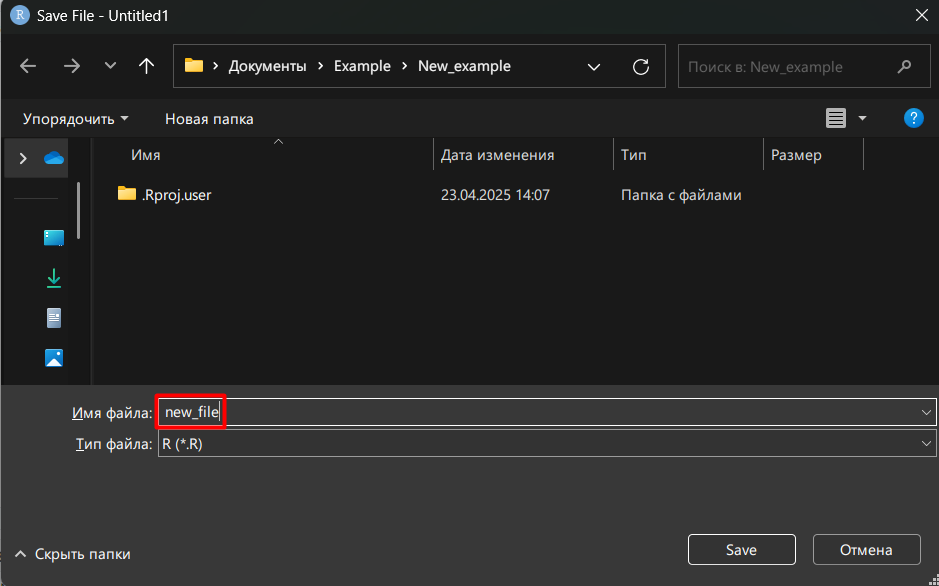 R Save File - Untitled1
Документы Example New_example Поиск в: New_example
Упорядочить Новая папка ?
Имя Дата изменения Тип Размер
.Rproj.user 23.04.2025 14:07 Папка с файлами
Имя файла: new_file
Тип файла: R (*.R)
Скрыть папки Save Отмена